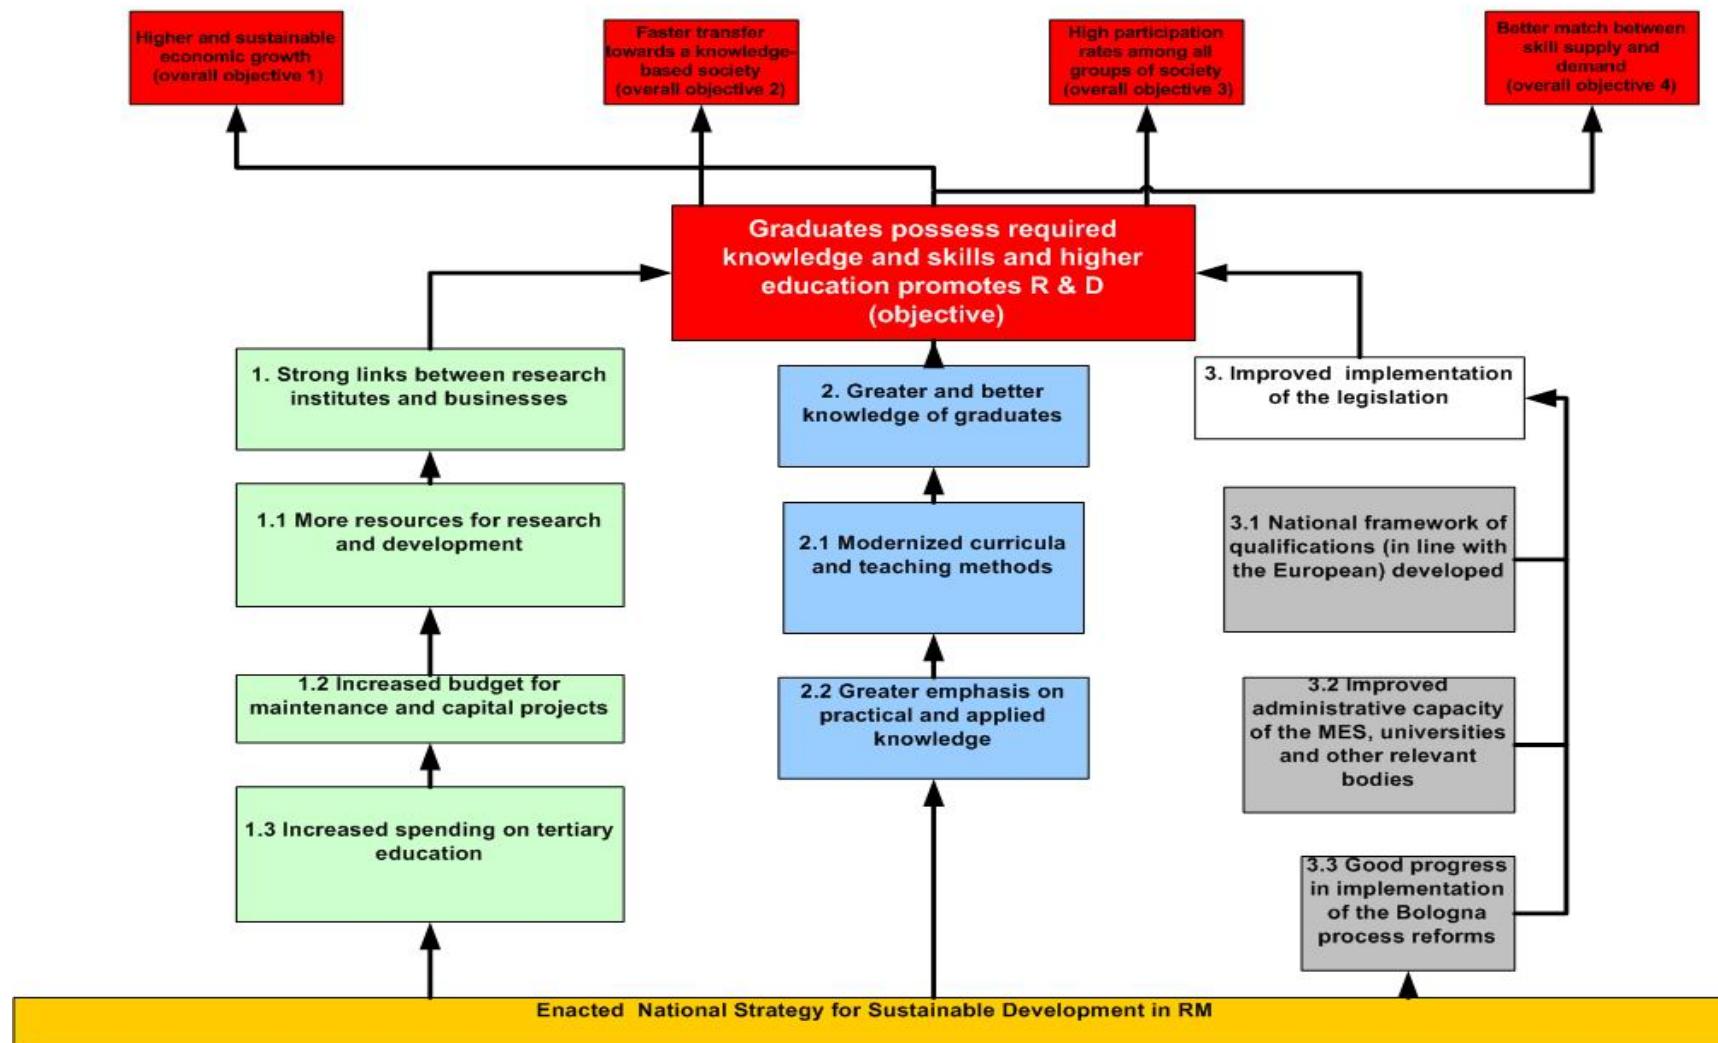 Higher and sustainable
economic growth
(overall objective 1)
Faster transfer
towards a knowledge-
based society
(overall objective 2)
High participation
rates among all
groups of society
(overall objective 3)
Better match between
skill supply and
demand
(overall objective 4)
Graduates possess required
knowledge and skills and higher
education promotes R & D
(objective)
1. Strong links between research
institutes and businesses
1.1 More resources for research
and development
1.2 Increased budget for
maintenance and capital projects
1.3 Increased spending on tertiary
education
2. Greater and better
knowledge of graduates
2.1 Modernized curricula
and teaching methods
2.2 Greater emphasis on
practical and applied
knowledge
3. Improved implementation
of the legislation
3.1 National framework of
qualifications (in line with
the European) developed
3.2 Improved
administrative capacity
of the MES, universities
and other relevant
bodies
3.3 Good progress
in implementation
of the Bologna
process reforms
Enacted National Strategy for Sustainable Development in RM